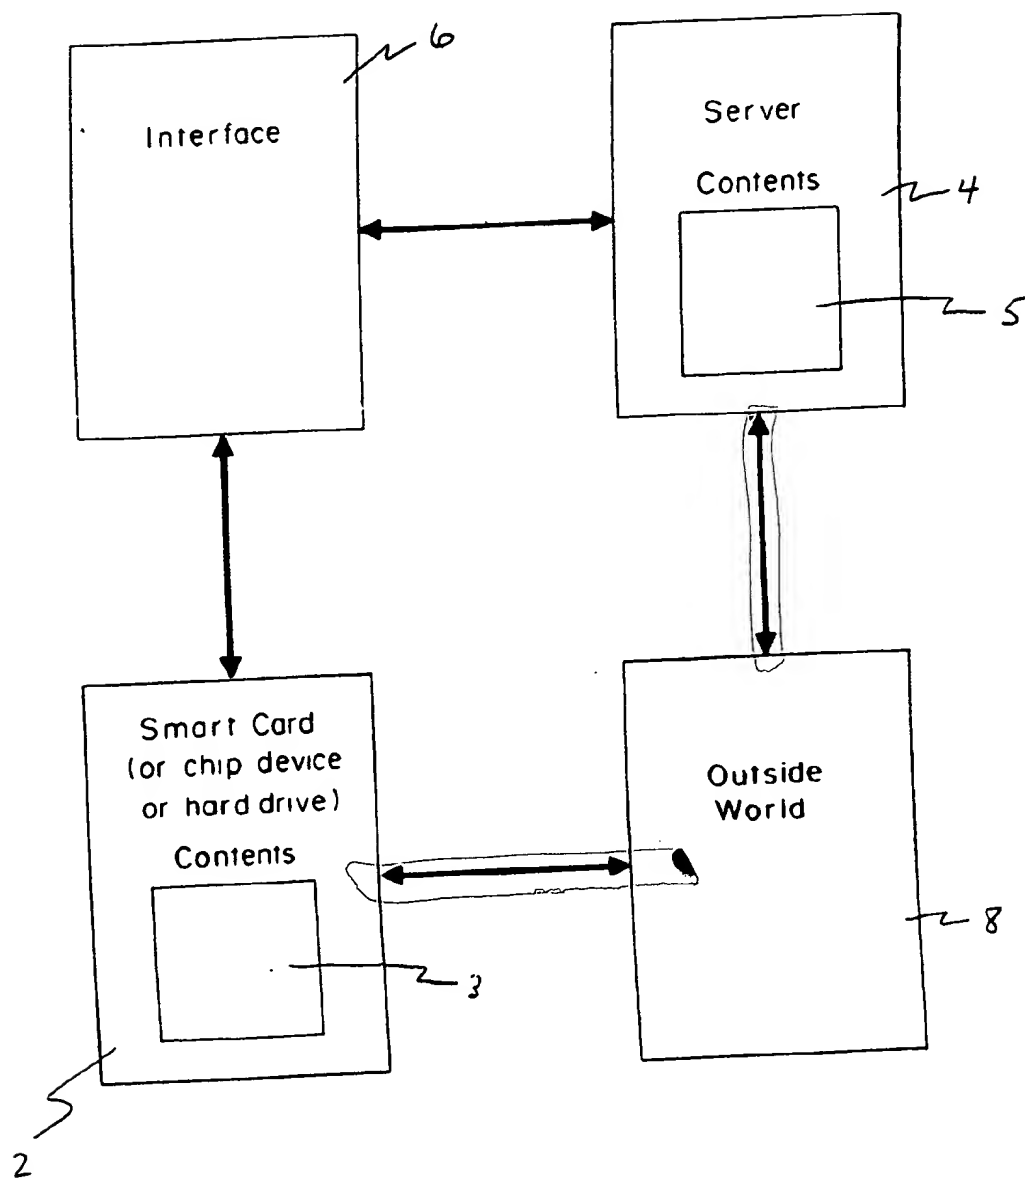 6
Interface
Server
Contents
4
5
Smart Card
(or chip device
or hard drive)
Contents
3
2
Outside
World
8